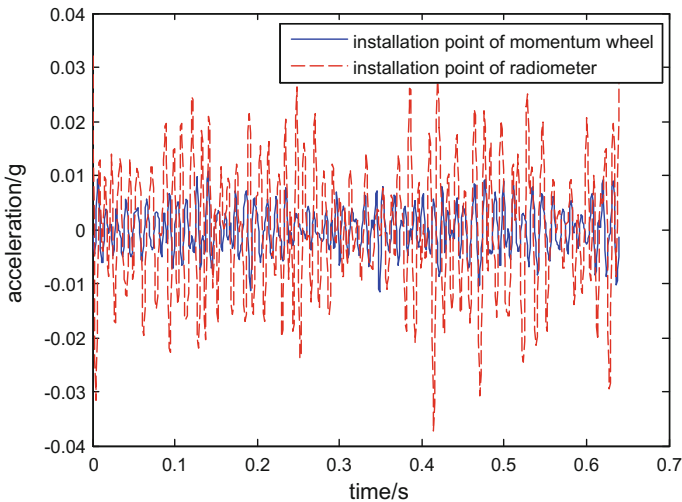 0.04
0.03
0.02
0.01
0
-0.01
-0.02
-0.03
-0.04
acceleration/g
installation point of momentum wheel
installation point of radiometer
0 0.1 0.2 0.3 0.4 0.5 0.6 0.7
time/s